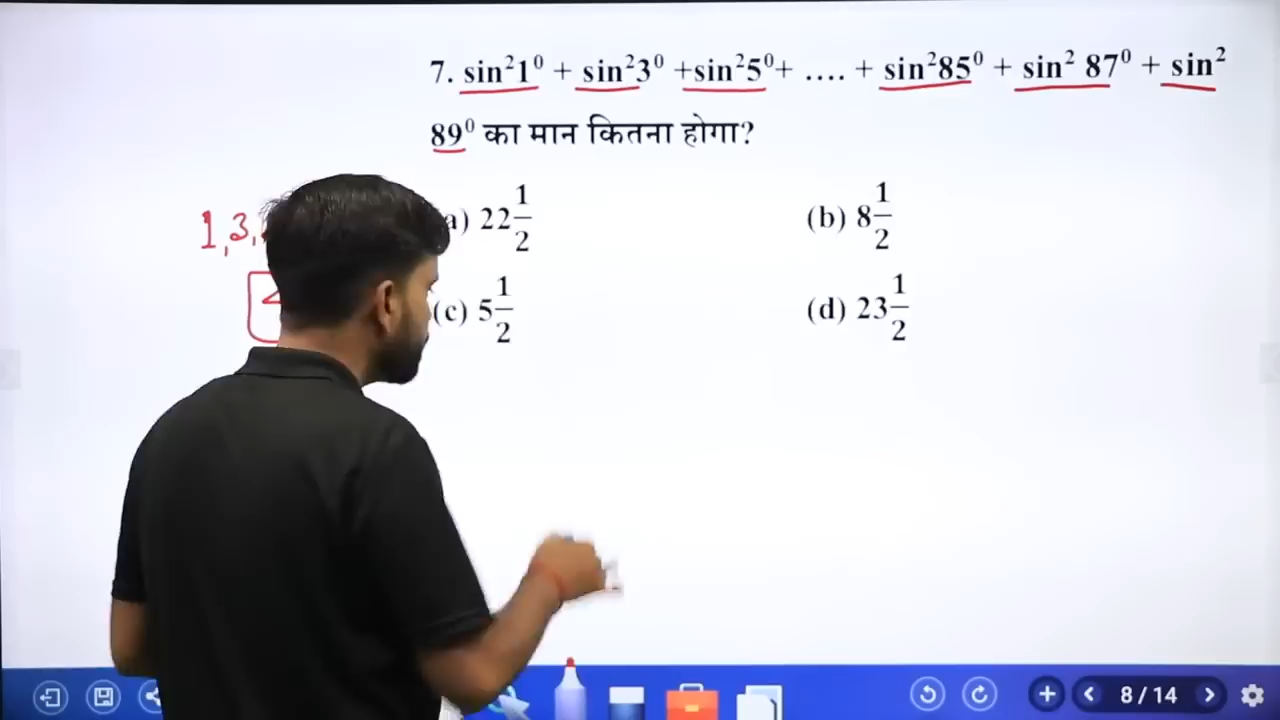 7. sin²1⁰ + sin²3⁰ +sin²5⁰+ .... + sin²85⁰ + sin² 87⁰ + sin²
89⁰ का मान कितना होगा?
1,3,
a) 22 1/2 (b) 8 1/2
(c) 5 1/2 (d) 23 1/2
8 / 14